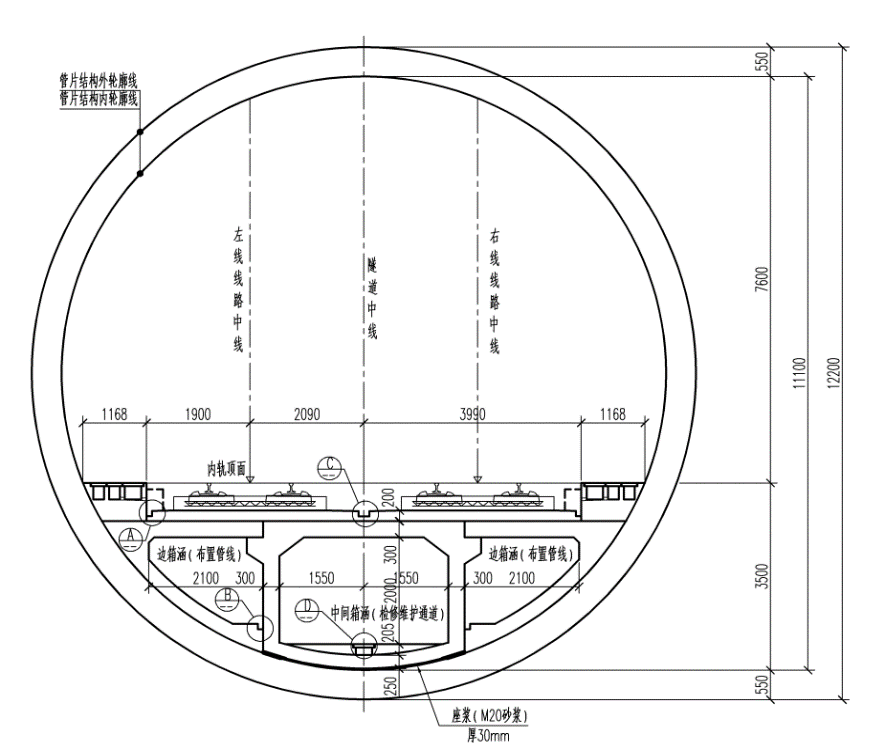 管片结构外轮廓线
管片结构内轮廓线
550
左线线路中线
隧道中线
右线线路中线
7600
11100
12200
1168
1900
2090
3990
1168
内轨顶面
C
200
A
边箱涵(布置管线)
300
边箱涵(布置管线)
2100
300
1550
1550
300
2100
2000
3500
B
D
中间箱涵(检修维护通道)
205
250
550
座浆(M20砂浆)
厚30mm